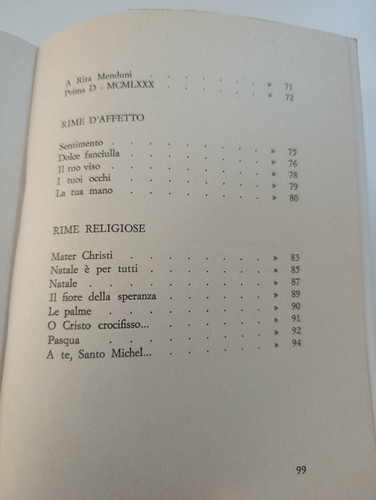 A Rita Menduni . . . . . . » 71
Prima D - MCMLXXX . . . . . » 72
RIME D'AFFETTO
Sentimento . . . . . . . » 75
Dolce fanciulla . . . . . . » 76
Il tuo viso . . . . . . . » 78
I tuoi occhi . . . . . . . » 79
La tua mano . . . . . . . » 80
RIME RELIGIOSE
Mater Christi . . . . . . » 83
Natale è per tutti . . . . . » 85
Natale . . . . . . . . » 87
Il fiore della speranza . . . . » 89
Le palme . . . . . . . » 90
O Cristo crocifisso... . . . . . » 91
Pasqua . . . . . . . . » 92
A te, Santo Michel... . . . . . » 94
99